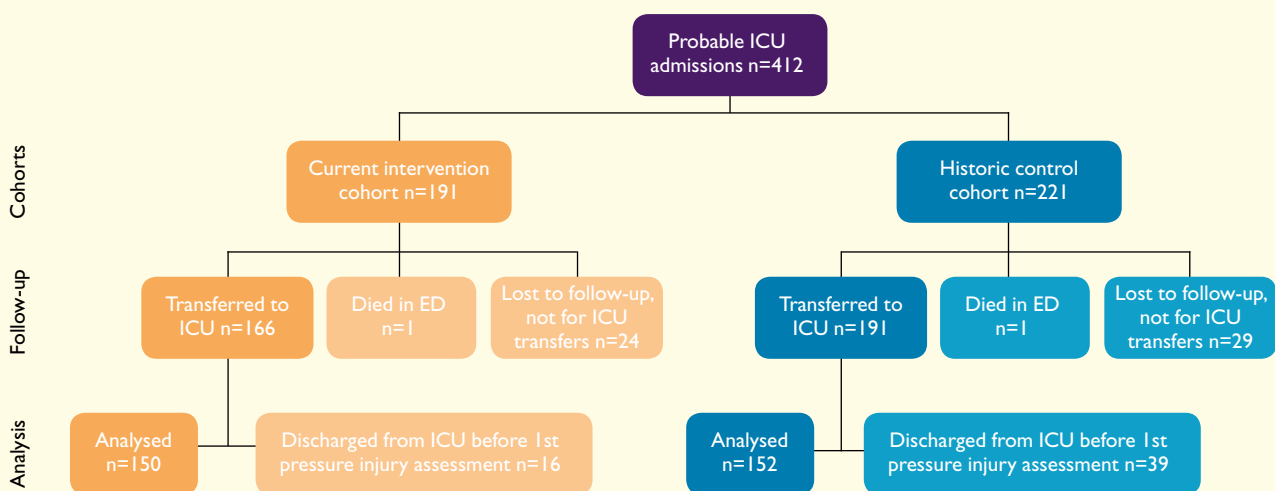 Probable ICU
admissions n=412
Cohorts
Current intervention
cohort n=191
Historic control
cohort n=221
Follow-up
Transferred to
ICU n=166
Died in ED
n=1
Lost to follow-up,
not for ICU
transfers n=24
Transferred to
ICU n=191
Died in ED
n=1
Lost to follow-up,
not for ICU
transfers n=29
Analysis
Analysed
n=150
Discharged from ICU before 1st
pressure injury assessment n=16
Analysed
n=152
Discharged from ICU before 1st
pressure injury assessment n=39